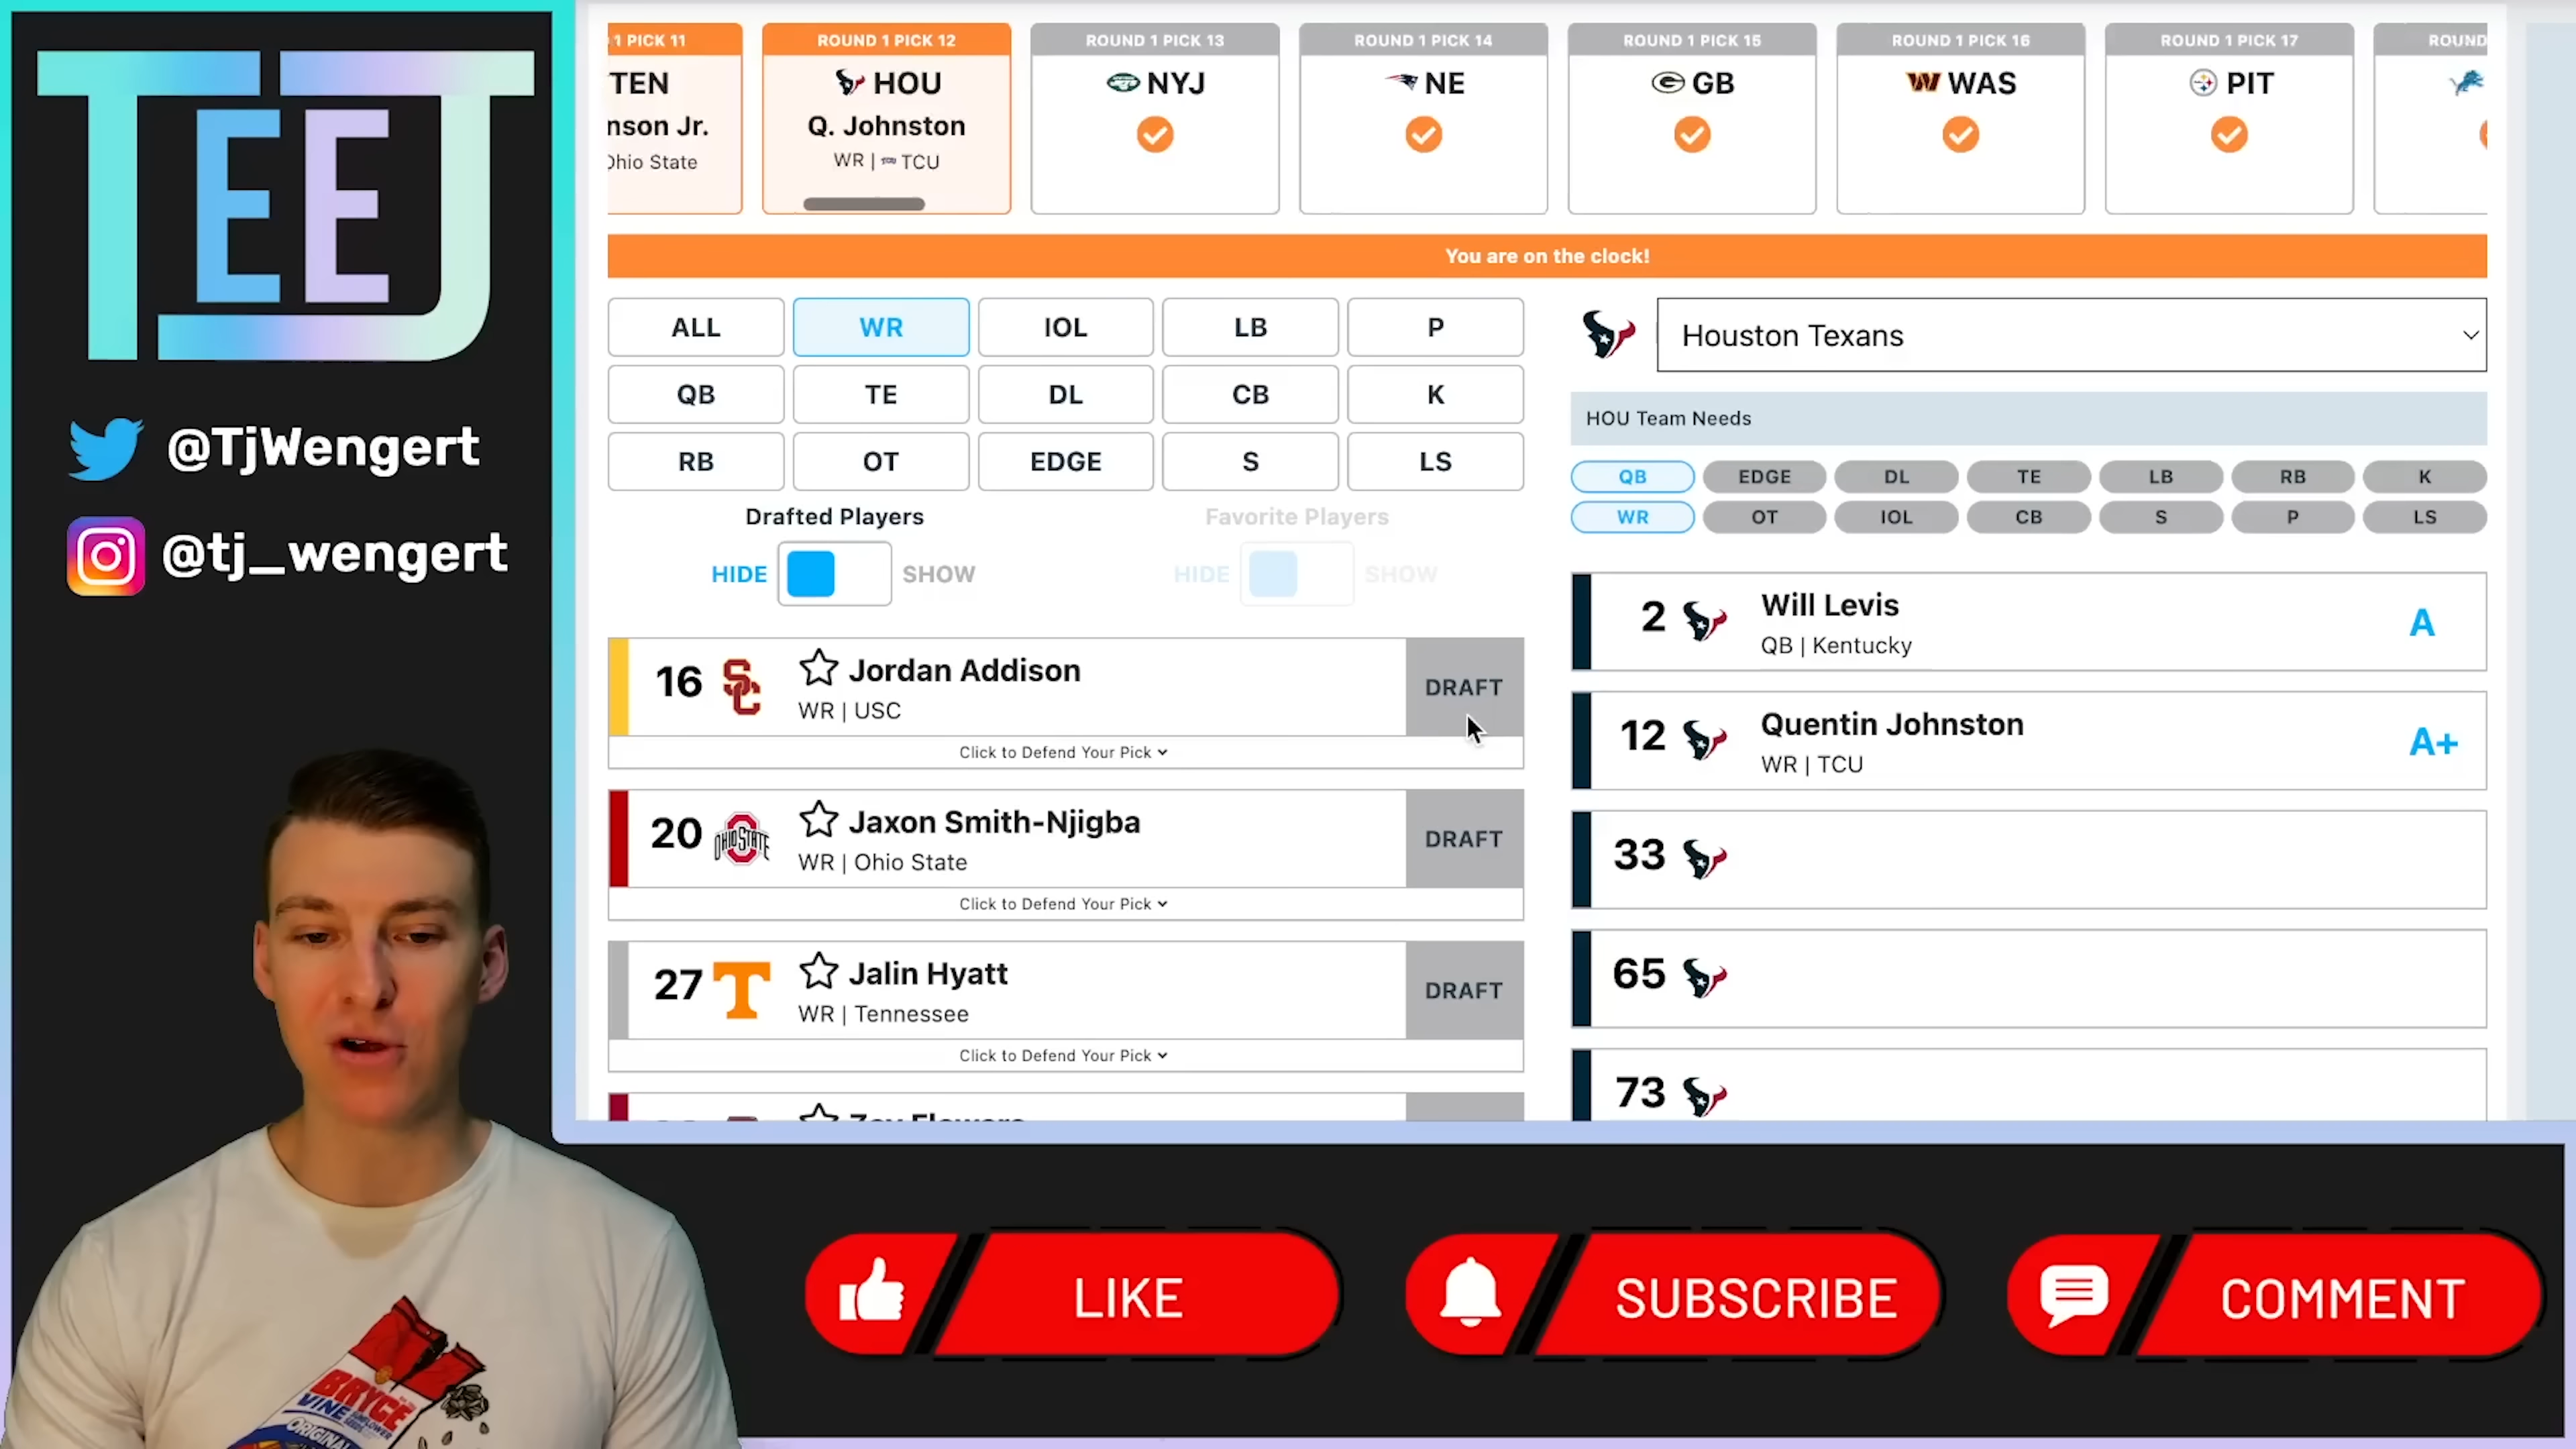 TEEJ
@TjWengert
@tj_wengert
1 PICK 11
TEN
nson Jr.
Ohio State
ROUND 1 PICK 12
HOU
Q. Johnston
WR | TCU
ROUND 1 PICK 13
NYJ
ROUND 1 PICK 14
NE
ROUND 1 PICK 15
GB
ROUND 1 PICK 16
WAS
ROUND 1 PICK 17
PIT
ROUND
You are on the clock!
ALL WR IOL LB P
QB TE DL CB K
RB OT EDGE S LS
Drafted Players
HIDE SHOW
Favorite Players
HIDE SHOW
16 SC Jordan Addison
WR | USC
DRAFT
Click to Defend Your Pick
20 OHIO STATE Jaxon Smith-Njigba
WR | Ohio State
DRAFT
Click to Defend Your Pick
27 T Jalin Hyatt
WR | Tennessee
DRAFT
Click to Defend Your Pick
Houston Texans
HOU Team Needs
QB EDGE DL TE LB RB K
WR OT IOL CB S P LS
2 Will Levis
QB | Kentucky
A
12 Quentin Johnston
WR | TCU
A+
33
65
73
BRYCE
VINE
ORIGINAL
LIKE
SUBSCRIBE
COMMENT